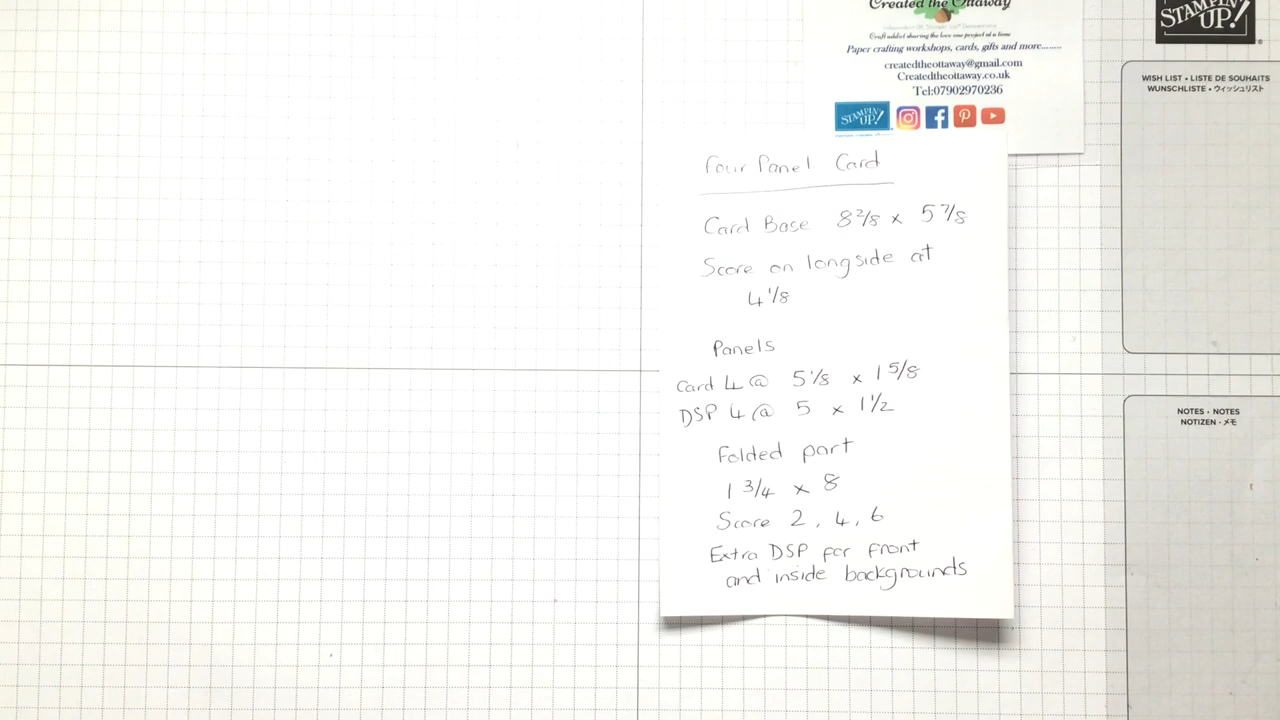 Created the Ottaway
Craft addict sharing the love one project at a time
Paper crafting workshops, cards, gifts and more........
createdtheottaway@gmail.com
Createdtheottaway.co.uk
Tel:07902970236
STAMPIN' UP!
Four Panel Card
Card Base 8 2/8 x 5 7/8
Score on longside at
4 1/8
Panels
Card 4 @ 5 1/8 x 1 5/8
DSP 4 @ 5 x 1 1/2
Folded part
1 3/4 x 8
Score 2, 4, 6
Extra DSP for front
and inside backgrounds
STAMPIN' UP!®
WISH LIST • LISTE DE SOUHAITS
WUNSCHLISTE • ウィッシュリスト
NOTES • NOTES
NOTIZEN • メモ